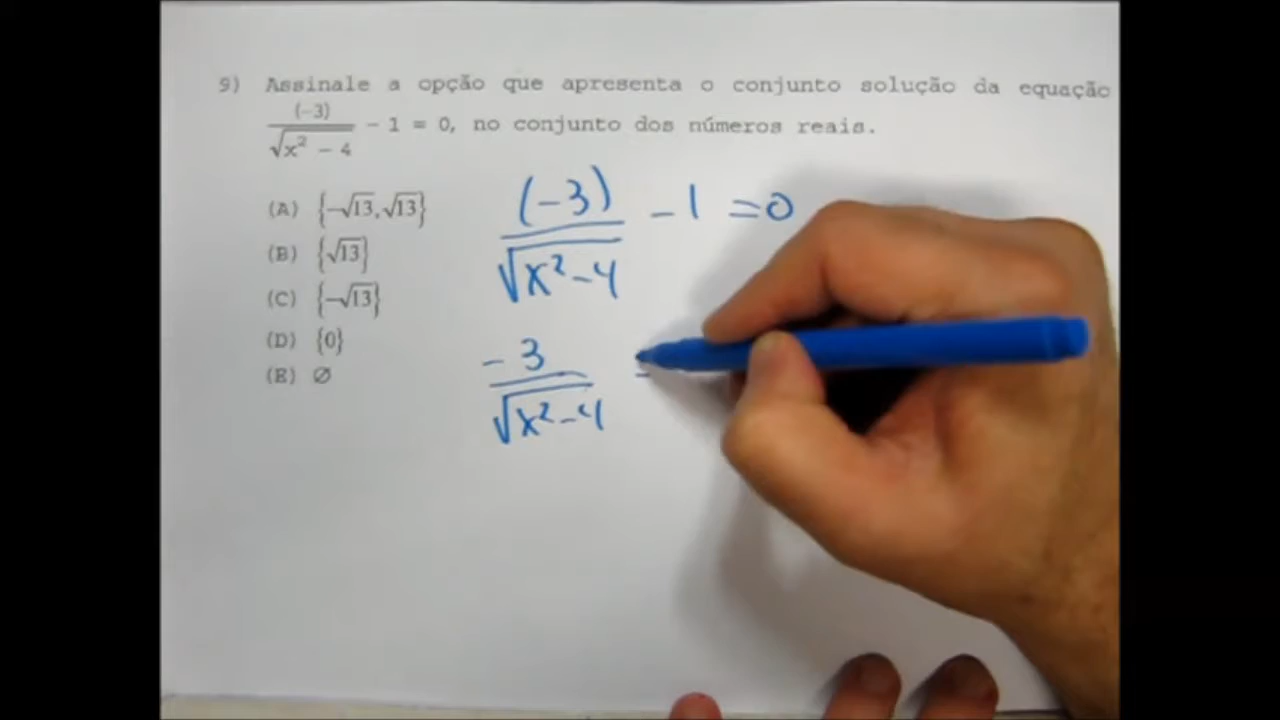 9) Assinale a opção que apresenta o conjunto solução da equação
(-3)/√(x² - 4) - 1 = 0, no conjunto dos números reais.
(A) {-√13, √13}
(B) {√13}
(C) {-√13}
(D) {0}
(E) ∅
(-3)/√(x²-4) - 1 = 0
-3/√(x²-4) =